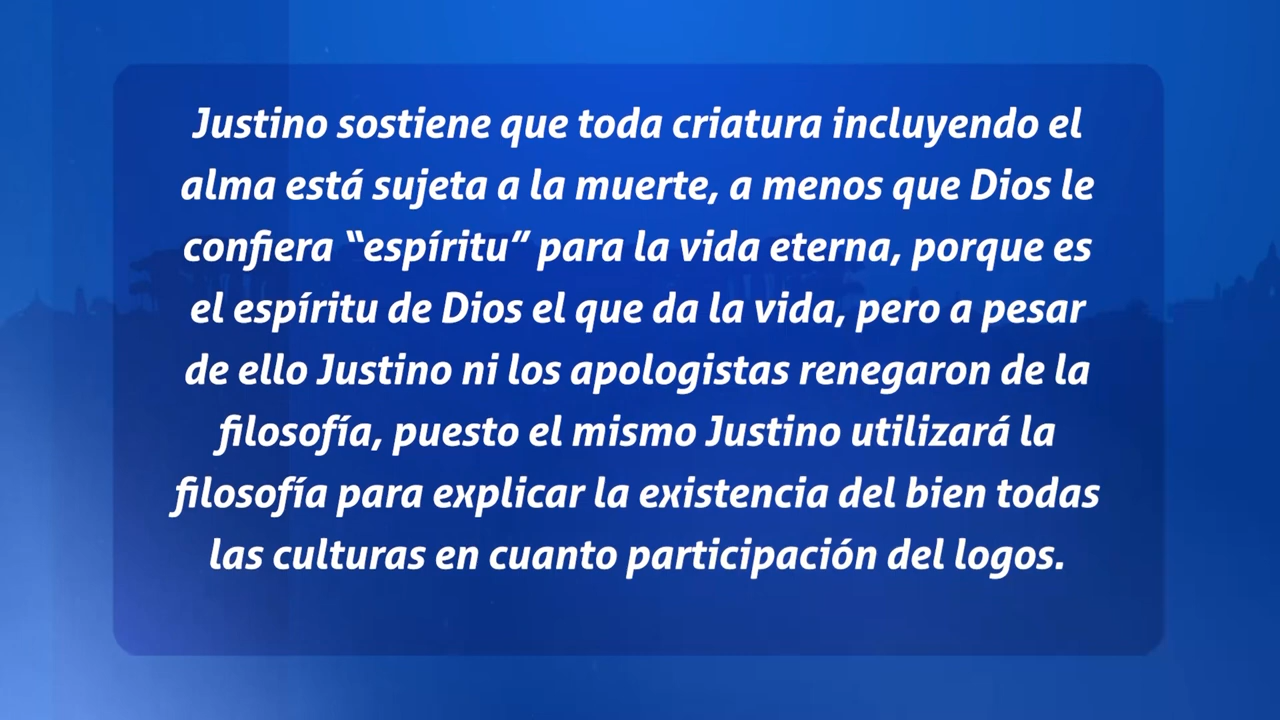 Justino sostiene que toda criatura incluyendo el
alma está sujeta a la muerte, a menos que Dios le
confiera “espíritu” para la vida eterna, porque es
el espíritu de Dios el que da la vida, pero a pesar
de ello Justino ni los apologistas renegaron de la
filosofía, puesto el mismo Justino utilizará la
filosofía para explicar la existencia del bien todas
las culturas en cuanto participación del logos.